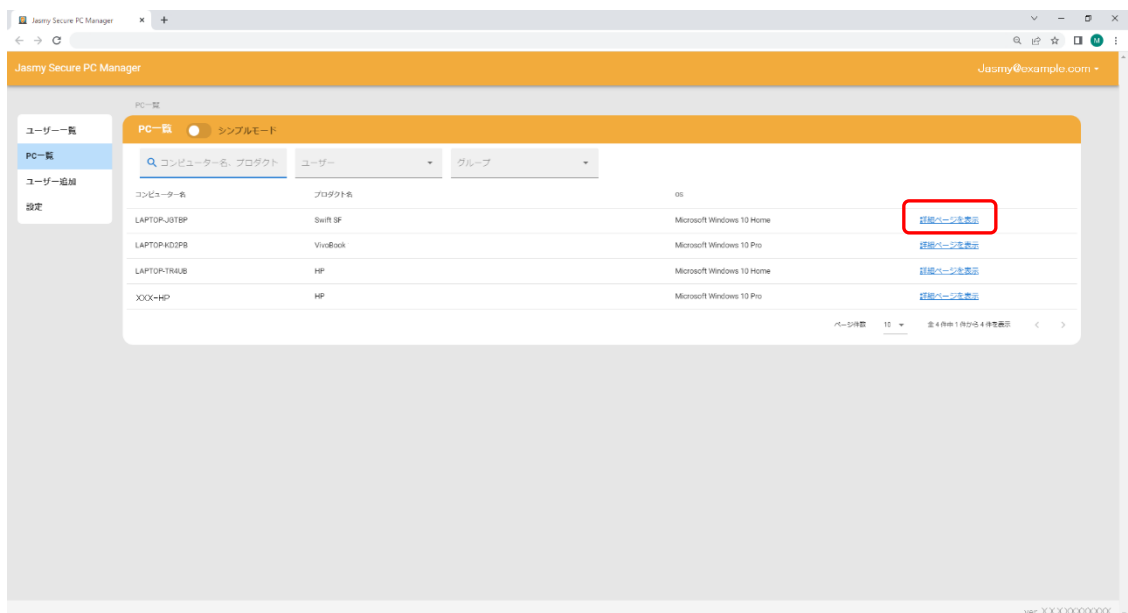 Jasmy Secure PC Manager
Jasmy Secure PC Manager
Jasmy@example.com
PC一覧
ユーザー一覧
PC一覧
ユーザー追加
設定
PC一覧 シンプルモード
コンピューター名、プロダクト ユーザー グループ
コンピューター名 プロダクト名 OS
LAPTOP-JBTBP Swift SF Microsoft Windows 10 Home 詳細ページを表示
LAPTOP-KD2PB VivoBook Microsoft Windows 10 Pro 詳細ページを表示
LAPTOP-TR4UB HP Microsoft Windows 10 Home 詳細ページを表示
XXX-HP HP Microsoft Windows 10 Pro 詳細ページを表示
ページ件数 10 全 4 件中 1 件から 4 件を表示